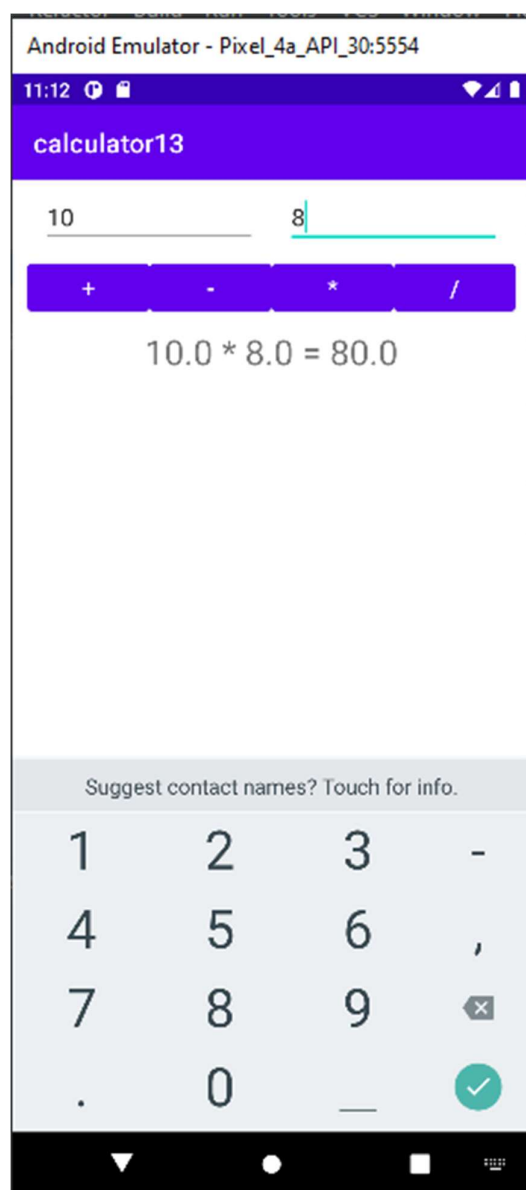 Android Emulator - Pixel_4a_API_30:5554
11:12
calculator13
10 8
+ - * /
10.0 * 8.0 = 80.0
Suggest contact names? Touch for info.
1 2 3 -
4 5 6 ,
7 8 9
. 0 _